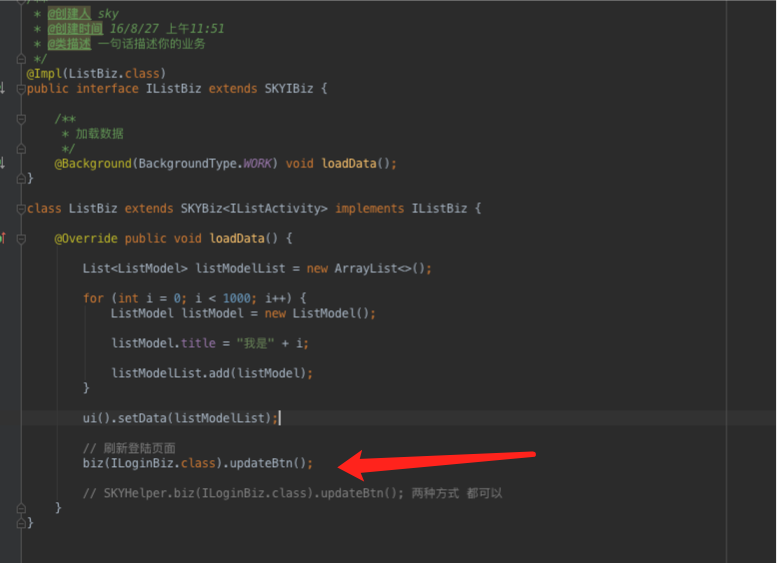 /**
* @创建人 sky
* @创建时间 16/8/27 上午11:51
* @类描述 一句话描述你的业务
*/
@Impl(ListBiz.class)
public interface IListBiz extends SKYIBiz {
/**
* 加载数据
*/
@Background(BackgroundType.WORK) void loadData();
}
class ListBiz extends SKYBiz<IListActivity> implements IListBiz {
@Override public void loadData() {
List<ListModel> listModelList = new ArrayList<>();
for (int i = 0; i < 1000; i++) {
ListModel listModel = new ListModel();
listModel.title = "我是" + i;
listModelList.add(listModel);
}
ui().setData(listModelList);
// 刷新登陆页面
biz(ILoginBiz.class).updateBtn();
// SKYHelper.biz(ILoginBiz.class).updateBtn(); 两种方式 都可以
}
}